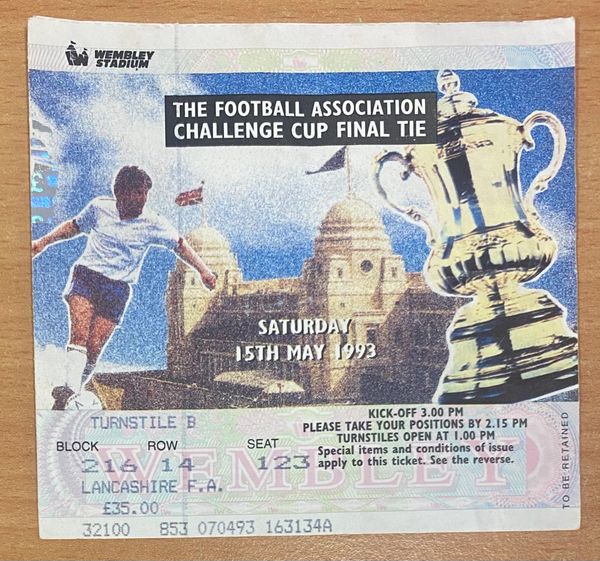 WEMBLEY
STADIUM
THE FOOTBALL ASSOCIATION
CHALLENGE CUP FINAL TIE
SATURDAY
15TH MAY 1993
TURNSTILE B
BLOCK ROW SEAT
216 14 123
LANCASHIRE F.A.
£35.00
KICK-OFF 3.00 PM
PLEASE TAKE YOUR POSITIONS BY 2.15 PM
TURNSTILES OPEN AT 1.00 PM
Special items and conditions of issue
apply to this ticket. See the reverse.
WEMBLEY
TO BE RETAINED
32100 853 070493 163134A